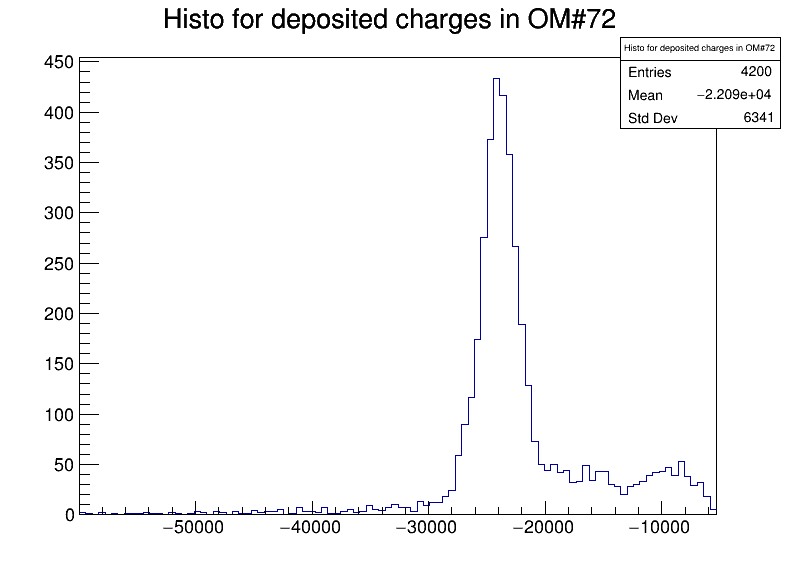 Histo for deposited charges in OM#72
Histo for deposited charges in OM#72
Entries 4200
Mean −2.209e+04
Std Dev 6341
450
400
350
300
250
200
150
100
50
0
−50000 −40000 −30000 −20000 −10000